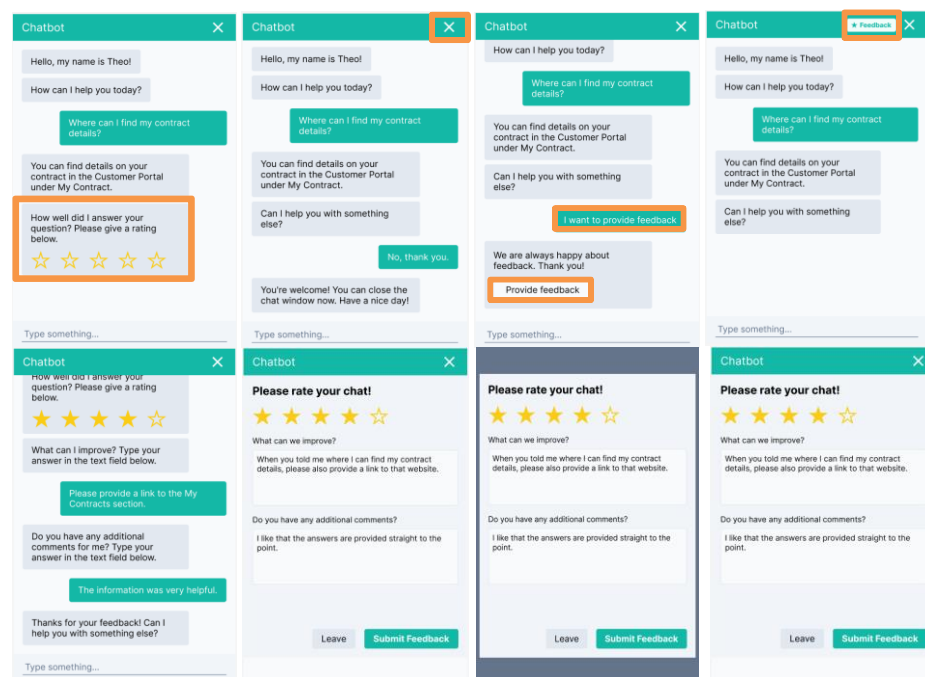 Chatbot
Hello, my name is Theo!
How can I help you today?
Where can I find my contract
details?
You can find details on your
contract in the Customer Portal
under My Contract.
How well did I answer your
question? Please give a rating
below.
Type something...
Chatbot
Hello, my name is Theo!
How can I help you today?
Where can I find my contract
details?
You can find details on your
contract in the Customer Portal
under My Contract.
Can I help you with something
else?
No, thank you.
You're welcome! You can close the
chat window now. Have a nice day!
Type something...
Chatbot
How can I help you today?
Where can I find my contract
details?
You can find details on your
contract in the Customer Portal
under My Contract.
Can I help you with something
else?
I want to provide feedback
We are always happy about
feedback. Thank you!
Provide feedback
Type something...
Chatbot
★ Feedback
Hello, my name is Theo!
How can I help you today?
Where can I find my contract
details?
You can find details on your
contract in the Customer Portal
under My Contract.
Can I help you with something
else?
Type something...
Chatbot
How well did I answer your
question? Please give a rating
below.
What can I improve? Type your
answer in the text field below.
Please provide a link to the My
Contracts section.
Do you have any additional
comments for me? Type your
answer in the text field below.
The information was very helpful.
Thanks for your feedback! Can I
help you with something else?
Type something...
Chatbot
Please rate your chat!
What can we improve?
When you told me where I can find my contract
details, please also provide a link to that website.
Do you have any additional comments?
I like that the answers are provided straight to the
point.
Leave
Submit Feedback
Please rate your chat!
What can we improve?
When you told me where I can find my contract
details, please also provide a link to that website.
Do you have any additional comments?
I like that the answers are provided straight to the
point.
Leave
Submit Feedback
Chatbot
Please rate your chat!
What can we improve?
When you told me where I can find my contract
details, please also provide a link to that website.
Do you have any additional comments?
I like that the answers are provided straight to the
point.
Leave
Submit Feedback